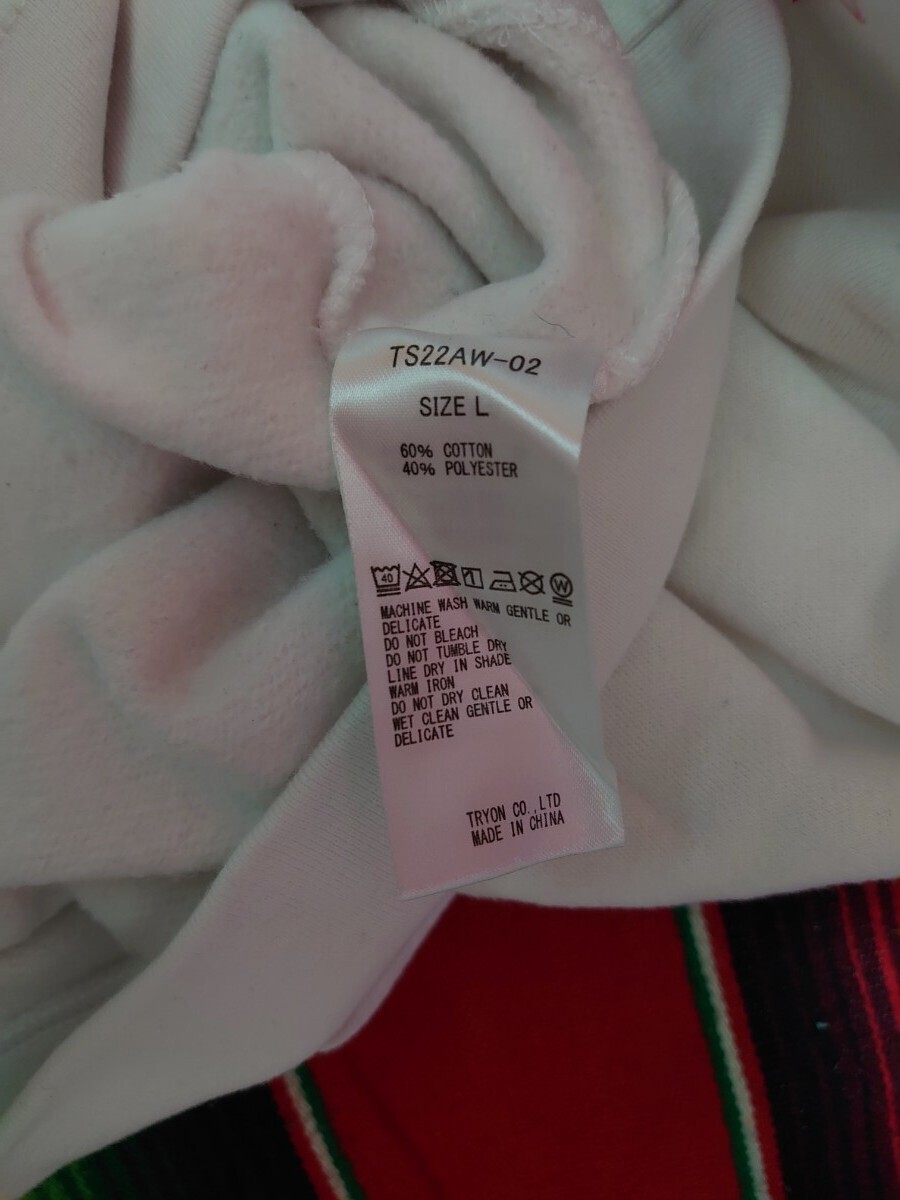 TS22AW-02
SIZE L
60% COTTON
40% POLYESTER
40 W
MACHINE WASH WARM GENTLE OR
DELICATE
DO NOT BLEACH
DO NOT TUMBLE DRY
LINE DRY IN SHADE
WARM IRON
DO NOT DRY CLEAN
WET CLEAN GENTLE OR
DELICATE
TRYON CO.,LTD
MADE IN CHINA